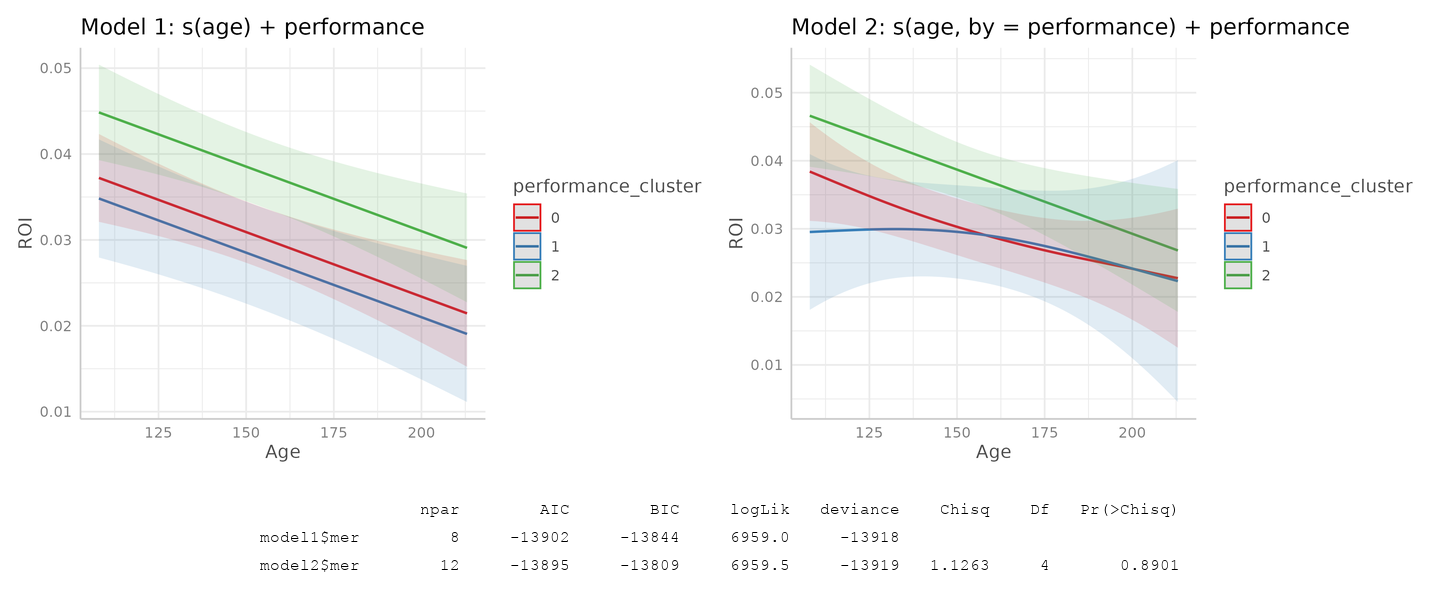 Model 1: s(age) + performance
0.05
0.04
0.03
0.02
0.01
ROI
125 150 175 200
Age
performance_cluster
0
1
2
Model 2: s(age, by = performance) + performance
0.05
0.04
0.03
0.02
0.01
ROI
125 150 175 200
Age
performance_cluster
0
1
2
npar AIC BIC logLik deviance Chisq Df Pr(>Chisq)
model1$mer 8 -13902 -13844 6959.0 -13918
model2$mer 12 -13895 -13809 6959.5 -13919 1.1263 4 0.8901